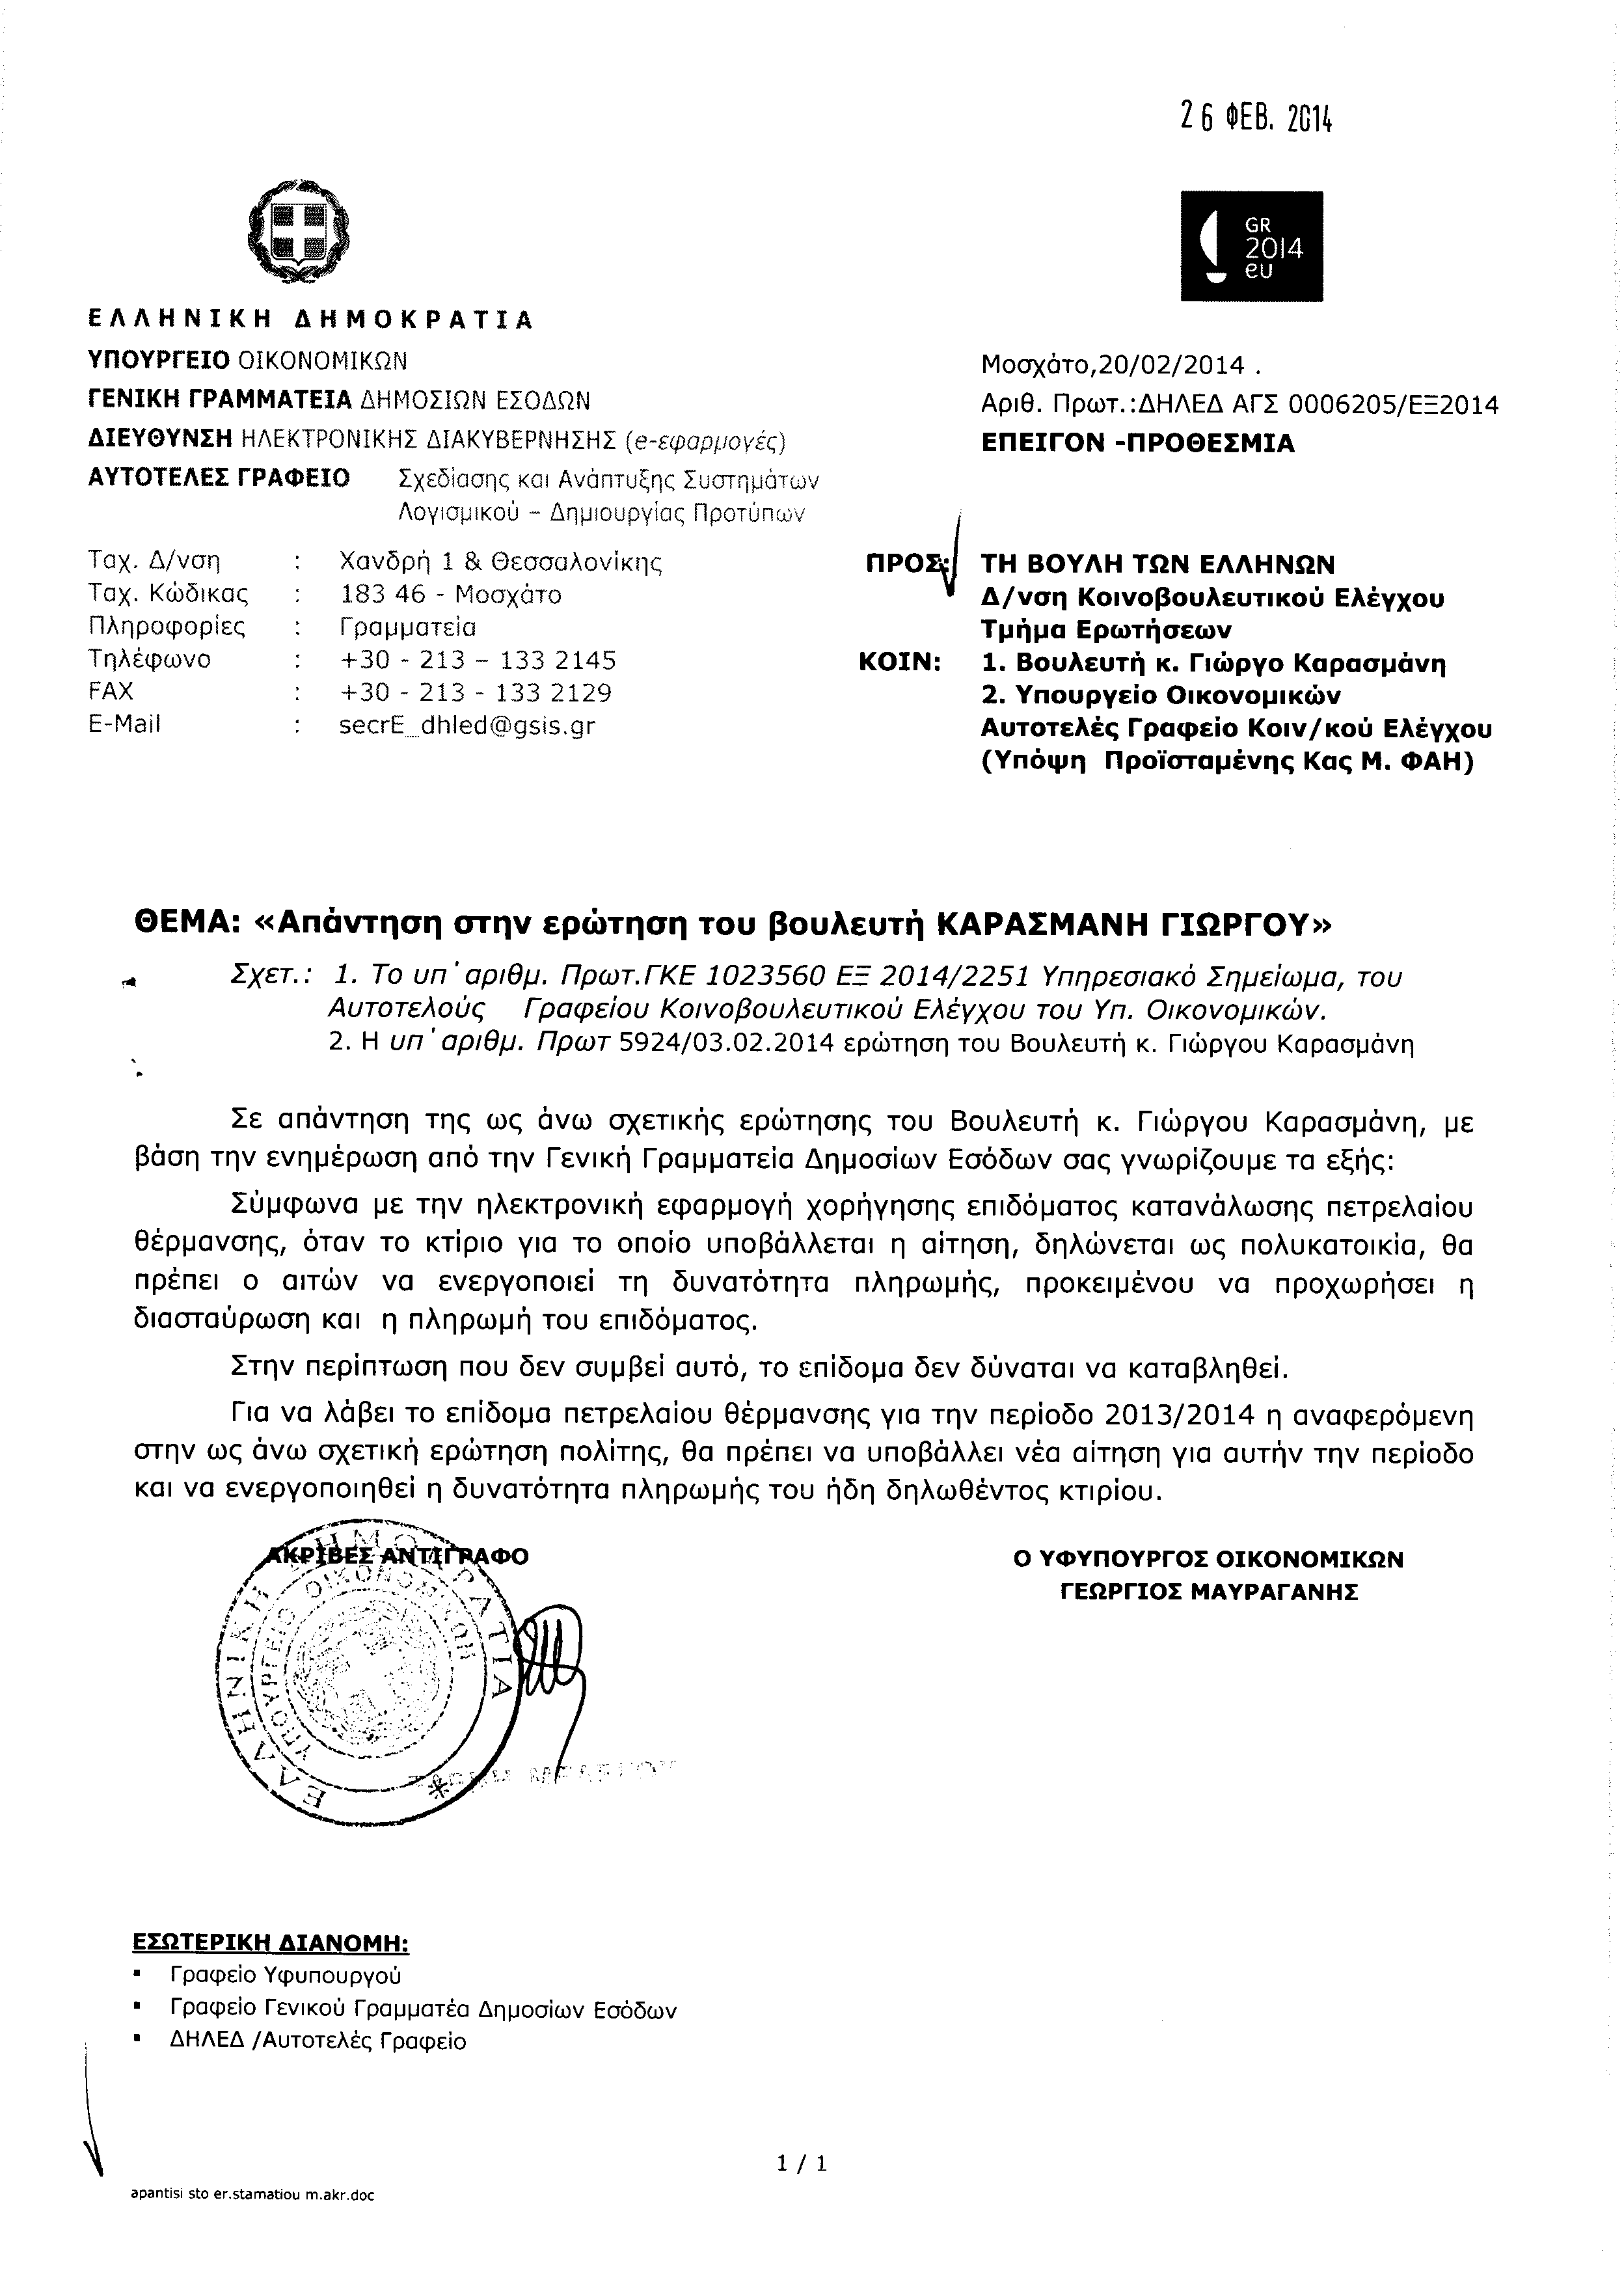 26 ΦΕΒ. 2014
GR
2014
eu
ΕΛΛΗΝΙΚΗ ΔΗΜΟΚΡΑΤΙΑ
ΥΠΟΥΡΓΕΙΟ ΟΙΚΟΝΟΜΙΚΩΝ
ΓΕΝΙΚΗ ΓΡΑΜΜΑΤΕΙΑ ΔΗΜΟΣΙΩΝ ΕΣΟΔΩΝ
ΔΙΕΥΘΥΝΣΗ ΗΛΕΚΤΡΟΝΙΚΗΣ ΔΙΑΚΥΒΕΡΝΗΣΗΣ (e-εφαρμογές)
ΑΥΤΟΤΕΛΕΣ ΓΡΑΦΕΙΟ Σχεδίασης και Ανάπτυξης Συστημάτων
Λογισμικού – Δημιουργίας Προτύπων
Μοσχάτο,20/02/2014 .
Αριθ. Πρωτ.:ΔΗΛΕΔ ΑΓΣ 0006205/ΕΞ2014
ΕΠΕΙΓΟΝ -ΠΡΟΘΕΣΜΙΑ
Ταχ. Δ/νση : Χανδρή 1 & Θεσσαλονίκης
Ταχ. Κώδικας : 183 46 - Μοσχάτο
Πληροφορίες : Γραμματεία
Τηλέφωνο : +30 - 213 – 133 2145
FAX : +30 - 213 - 133 2129
E-Mail : secrE_dhled@gsis.gr
ΠΡΟΣ: ΤΗ ΒΟΥΛΗ ΤΩΝ ΕΛΛΗΝΩΝ
Δ/νση Κοινοβουλευτικού Ελέγχου
Τμήμα Ερωτήσεων
ΚΟΙΝ: 1. Βουλευτή κ. Γιώργο Καρασμάνη
2. Υπουργείο Οικονομικών
Αυτοτελές Γραφείο Κοιν/κού Ελέγχου
(Υπόψη Προϊσταμένης Κας Μ. ΦΑΗ)
ΘΕΜΑ: «Απάντηση στην ερώτηση του βουλευτή ΚΑΡΑΣΜΑΝΗ ΓΙΩΡΓΟΥ»
Σχετ.: 1. Το υπ'αριθμ. Πρωτ.ΓΚΕ 1023560 ΕΞ 2014/2251 Υπηρεσιακό Σημείωμα, του
Αυτοτελούς Γραφείου Κοινοβουλευτικού Ελέγχου του Υπ. Οικονομικών.
2. Η υπ'αριθμ. Πρωτ 5924/03.02.2014 ερώτηση του Βουλευτή κ. Γιώργου Καρασμάνη
Σε απάντηση της ως άνω σχετικής ερώτησης του Βουλευτή κ. Γιώργου Καρασμάνη, με
βάση την ενημέρωση από την Γενική Γραμματεία Δημοσίων Εσόδων σας γνωρίζουμε τα εξής:
Σύμφωνα με την ηλεκτρονική εφαρμογή χορήγησης επιδόματος κατανάλωσης πετρελαίου
θέρμανσης, όταν το κτίριο για το οποίο υποβάλλεται η αίτηση, δηλώνεται ως πολυκατοικία, θα
πρέπει ο αιτών να ενεργοποιεί τη δυνατότητα πληρωμής, προκειμένου να προχωρήσει η
διασταύρωση και η πληρωμή του επιδόματος.
Στην περίπτωση που δεν συμβεί αυτό, το επίδομα δεν δύναται να καταβληθεί.
Για να λάβει το επίδομα πετρελαίου θέρμανσης για την περίοδο 2013/2014 η αναφερόμενη
στην ως άνω σχετική ερώτηση πολίτης, θα πρέπει να υποβάλλει νέα αίτηση για αυτήν την περίοδο
και να ενεργοποιηθεί η δυνατότητα πληρωμής του ήδη δηλωθέντος κτιρίου.
ΑΚΡΙΒΕΣ ΑΝΤΙΓΡΑΦΟ
ΕΛΛΗΝΙΚΗ ΔΗΜΟΚΡΑΤΙΑ
ΥΠΟΥΡΓΕΙΟ ΟΙΚΟΝΟΜΙΚΩΝ
Ο ΥΦΥΠΟΥΡΓΟΣ ΟΙΚΟΝΟΜΙΚΩΝ
ΓΕΩΡΓΙΟΣ ΜΑΥΡΑΓΑΝΗΣ
ΕΣΩΤΕΡΙΚΗ ΔΙΑΝΟΜΗ:
▪ Γραφείο Υφυπουργού
▪ Γραφείο Γενικού Γραμματέα Δημοσίων Εσόδων
▪ ΔΗΛΕΔ /Αυτοτελές Γραφείο
1 / 1
apantisi sto er.stamatiou m.akr.doc